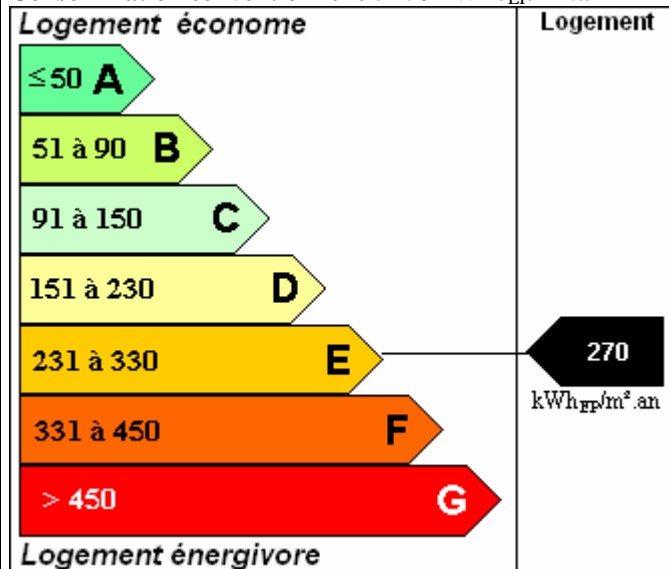 Logement économe
Logement
≤50 A
51 à 90 B
91 à 150 C
151 à 230 D
231 à 330 E
270
kWhEP/m².an
331 à 450 F
> 450 G
Logement énergivore